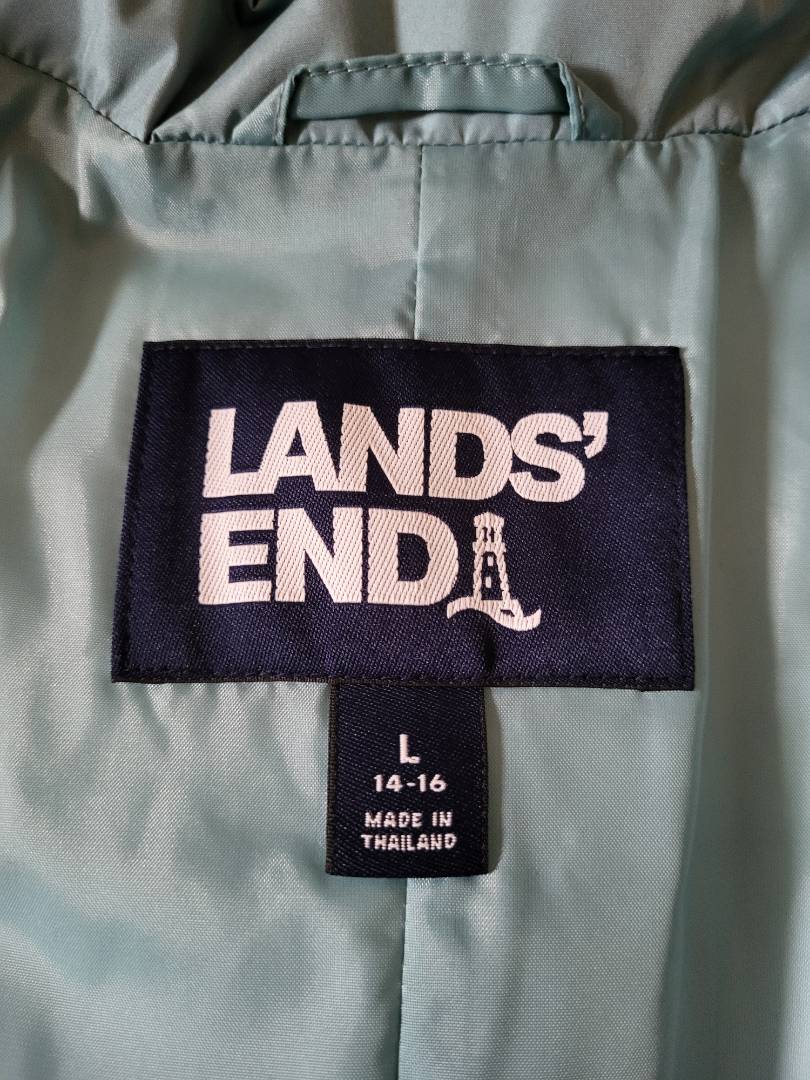 LANDS'
END
L
14-16
MADE IN
THAILAND